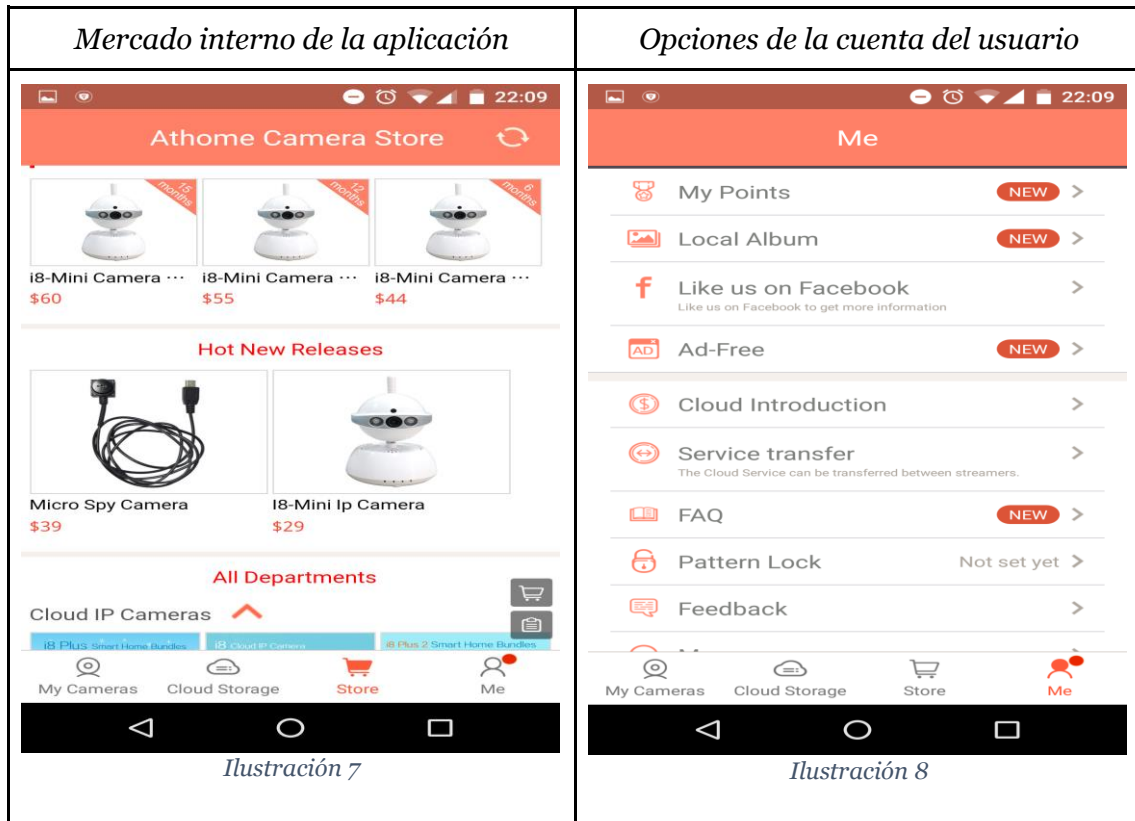 Mercado interno de la aplicación
Opciones de la cuenta del usuario
22:09
Athome Camera Store
15 months
12 months
6 months
i8-Mini Camera ···
i8-Mini Camera ···
i8-Mini Camera ···
$60
$55
$44
Hot New Releases
Micro Spy Camera
I8-Mini Ip Camera
$39
$29
All Departments
Cloud IP Cameras
i8 Plus Smart Home Bundles
i8 Cloud IP Camera
i8 Plus 2 Smart Home Bundles
My Cameras
Cloud Storage
Store
Me
Ilustración 7
22:09
Me
My Points
NEW
Local Album
NEW
Like us on Facebook
Like us on Facebook to get more information
AD
Ad-Free
NEW
Cloud Introduction
Service transfer
The Cloud Service can be transferred between streamers.
FAQ
NEW
Pattern Lock
Not set yet
Feedback
My Cameras
Cloud Storage
Store
Me
Ilustración 8